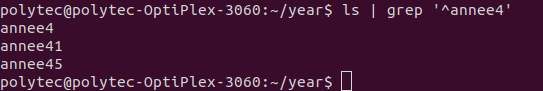 polytec@polytec-OptiPlex-3060:~/year$ ls | grep '^annee4'
annee4
annee41
annee45
polytec@polytec-OptiPlex-3060:~/year$